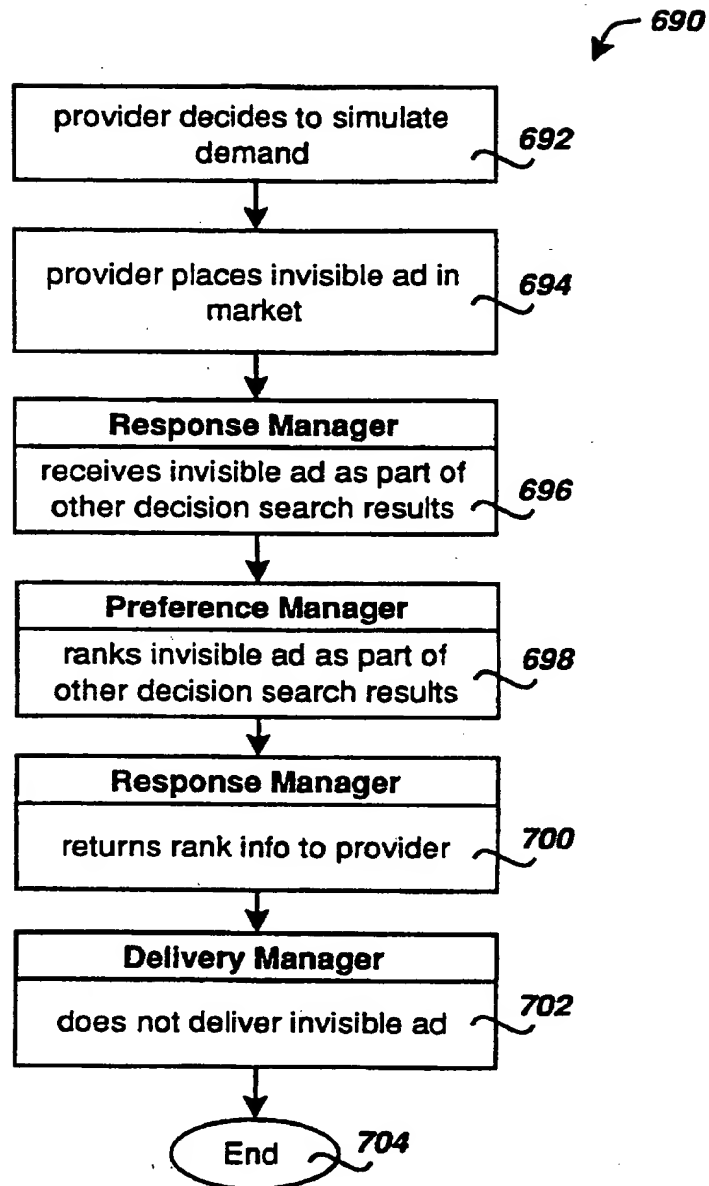 690
provider decides to simulate
demand
692
provider places invisible ad in
market
694
Response Manager
receives invisible ad as part of
other decision search results
696
Preference Manager
ranks invisible ad as part of
other decision search results
698
Response Manager
returns rank info to provider
700
Delivery Manager
does not deliver invisible ad
702
End
704